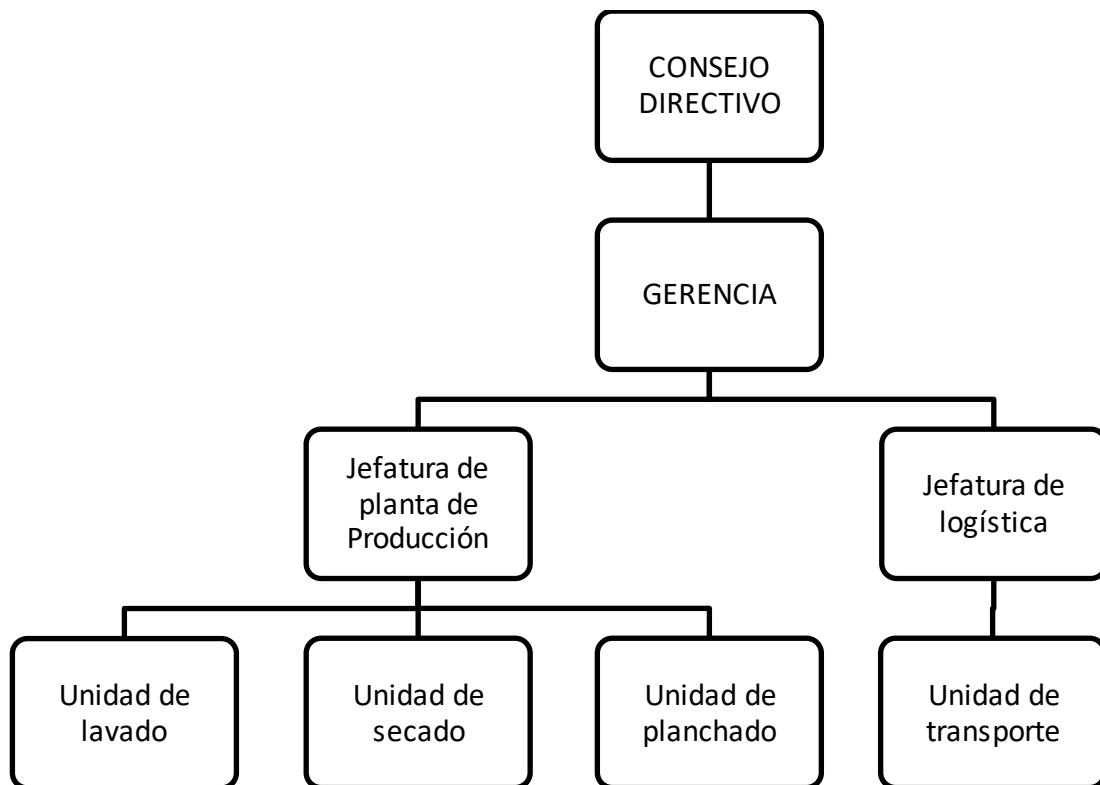 CONSEJO
DIRECTIVO
GERENCIA
Jefatura de
planta de
Producción
Jefatura de
logística
Unidad de
lavado
Unidad de
secado
Unidad de
planchado
Unidad de
transporte